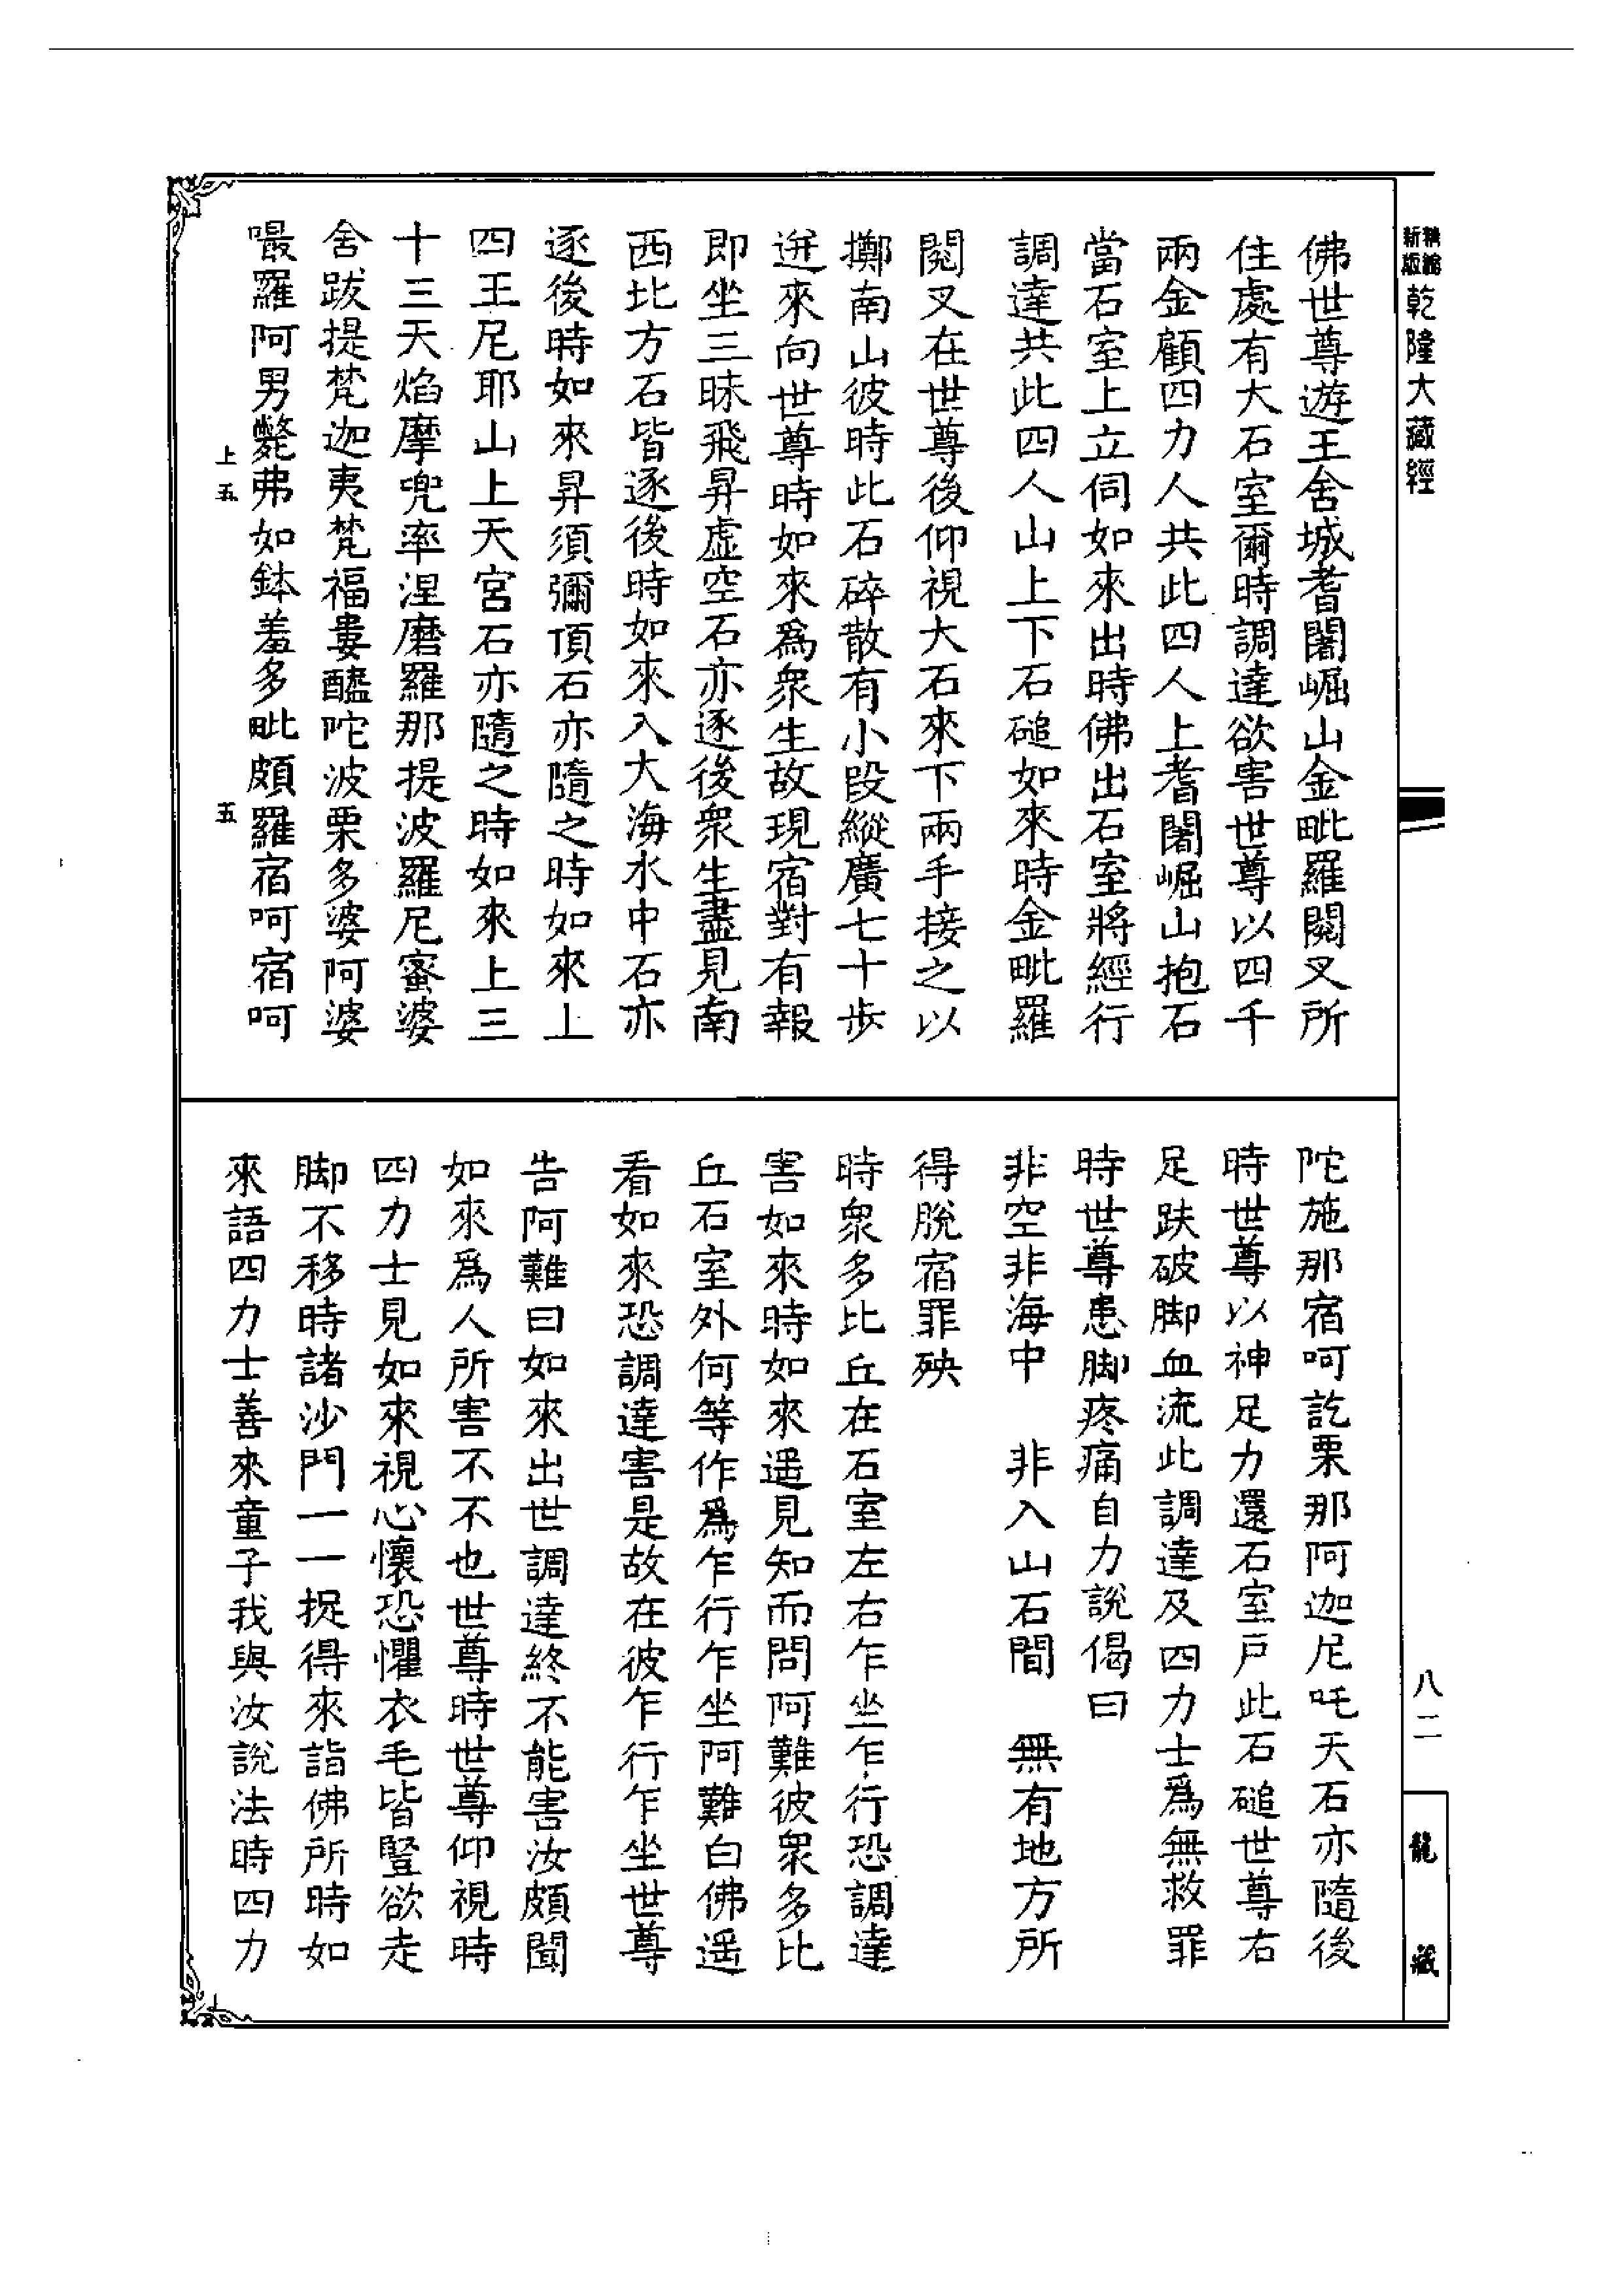 精縮
新版
乾隆大藏經
佛世尊遊王舍城耆闍崛山金毗羅閱叉所
住處有大石室爾時調達欲害世尊以四千
兩金顧四力人共此四人上耆闍崛山抱石
當石室上立伺如來出時佛出石室將經行
調達共此四人山上下石磓如來時金毗羅
閱叉在世尊後仰視大石來下兩手接之以
擲南山彼時此石碎散有小段縱廣七十步
迸來向世尊時如來為衆生故現宿對有報
即坐三昧飛昇虛空石亦逐後衆生盡見南
西北方石皆逐後時如來入大海水中石亦
逐後時如來昇須彌頂石亦隨之時如來上
四王尼耶山上天宮石亦隨之時如來上三
十三天焰摩兜率涅磨羅那提波羅尼蜜婆
舍跋提梵迦夷梵福婁醯陀波栗多婆阿婆
㘑羅阿男斃弗如鉢羞多毗頗羅宿呵宿呵
上五
五
陀施那宿呵訖栗那阿迦尼吒天石亦隨後
時世尊以神足力還石室戶此石磓世尊右
足趺破脚血流此調達及四力士為無救罪
時世尊患脚疼痛自力說偈曰
非空非海中　非入山石間　無有地方所
得脫宿罪殃
時衆多比丘在石室左右乍坐乍行恐調達
害如來時如來遥見知而問阿難彼衆多比
丘石室外何等作為乍行乍坐阿難白佛遥
看如來恐調達害是故在彼乍行乍坐世尊
告阿難曰如來出世調達終不能害汝頗聞
如來為人所害不不也世尊時世尊仰視時
四力士見如來視心懷恐懼衣毛皆豎欲走
脚不移時諸沙門一一捉得來詣佛所時如
來語四力士善來童子我與汝說法時四力
八二
龍藏